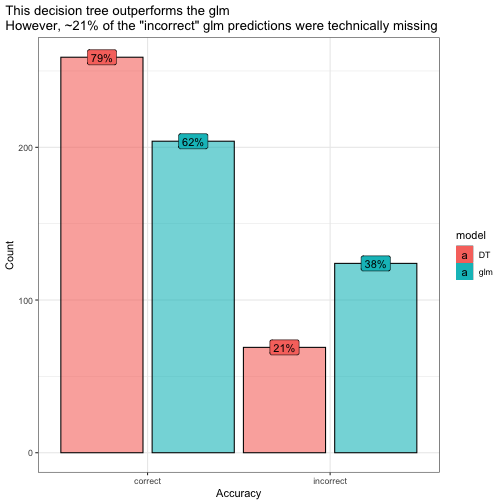 This decision tree outperforms the glm
However, ~21% of the "incorrect" glm predictions were technically missing
79%
62%
21%
38%
200
100
0
Count
correct
incorrect
Accuracy
model
a DT
a glm